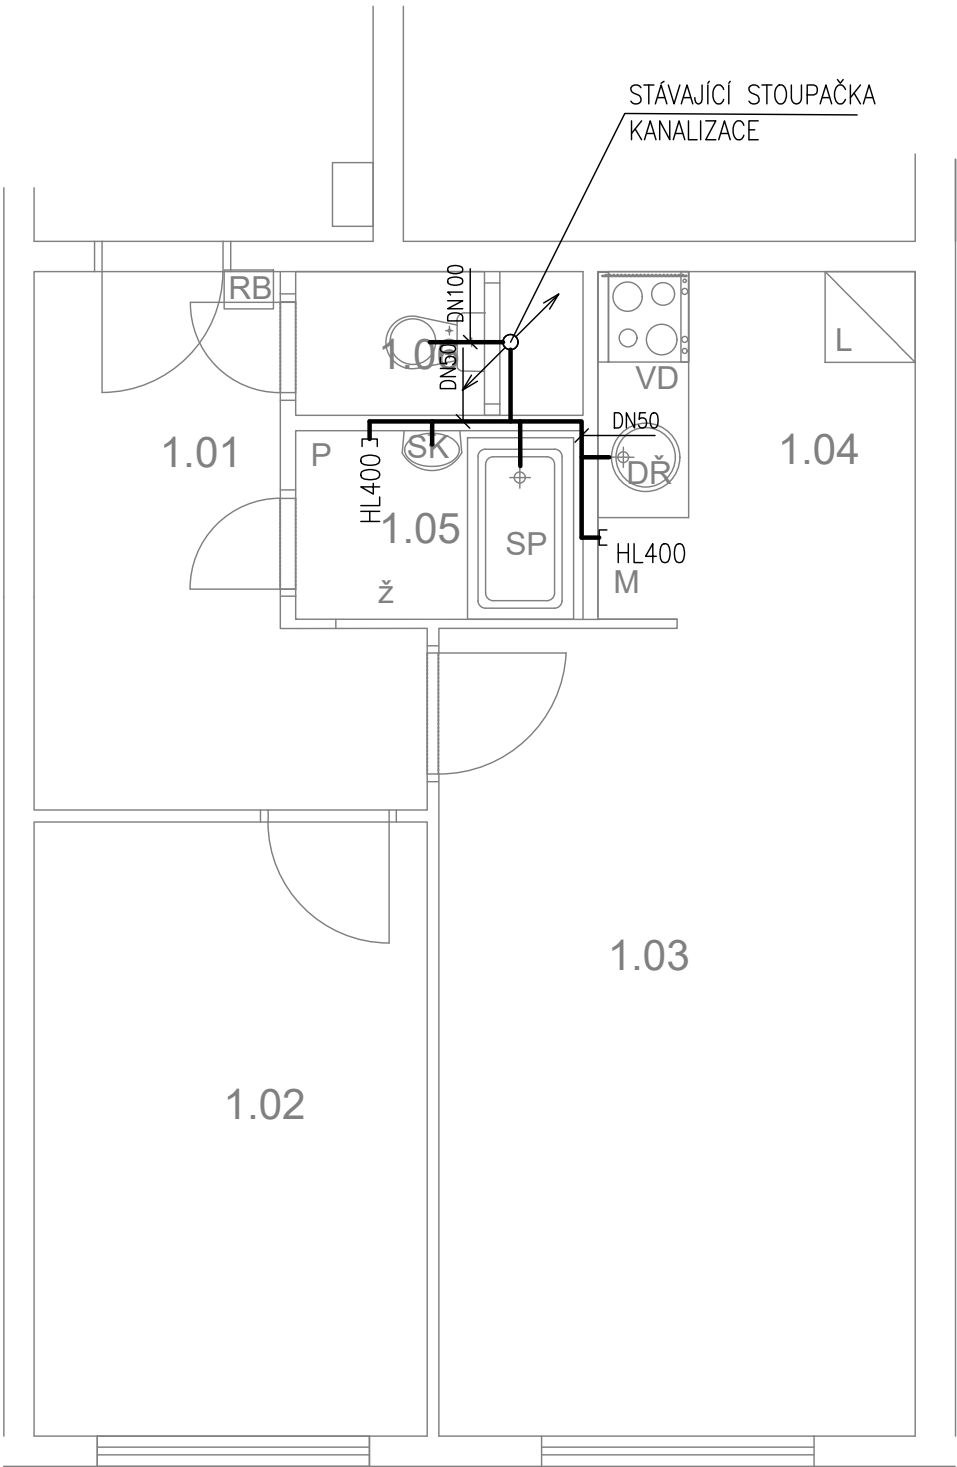 STÁVAJÍCÍ STOUPAČKA
KANALIZACE
RB
DN100
DN50
L
VD
DN50
1.01
P
SK
DŘ
1.04
HL400
1.05
SP
HL400
M
ž
1.03
1.02